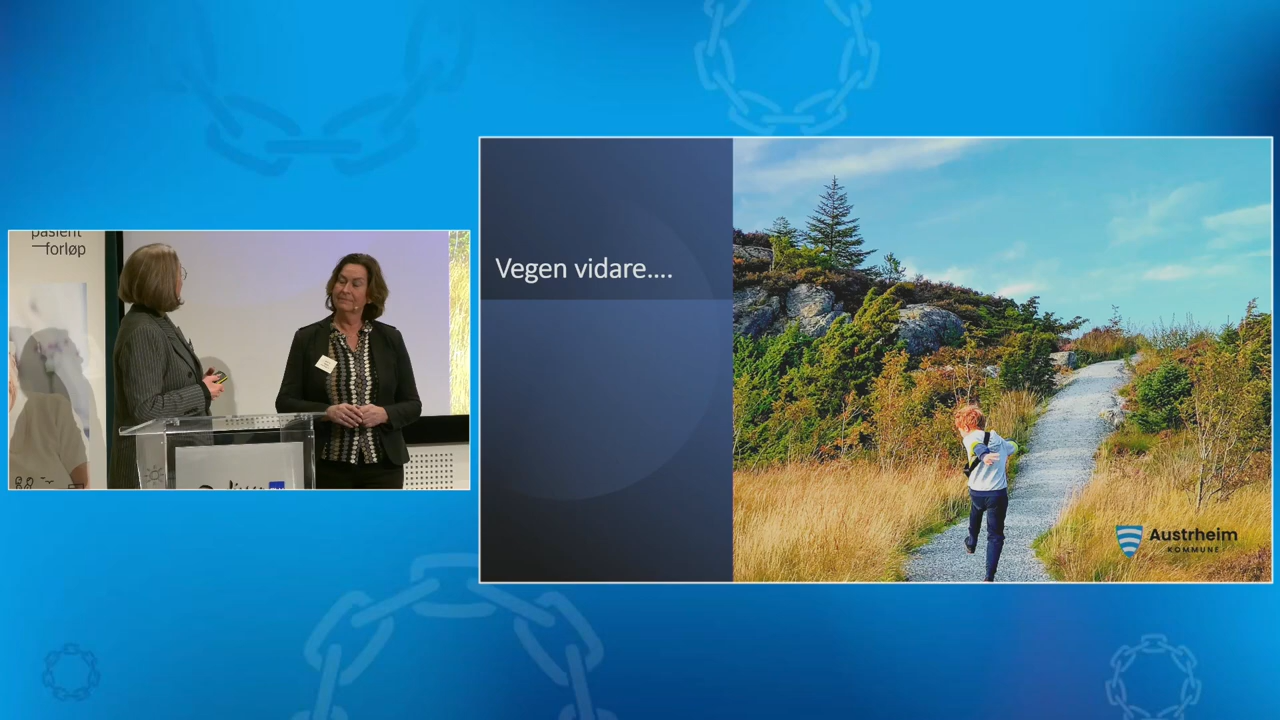 pasient
forløp
Vegen vidare....
Austrheim
KOMMUNE